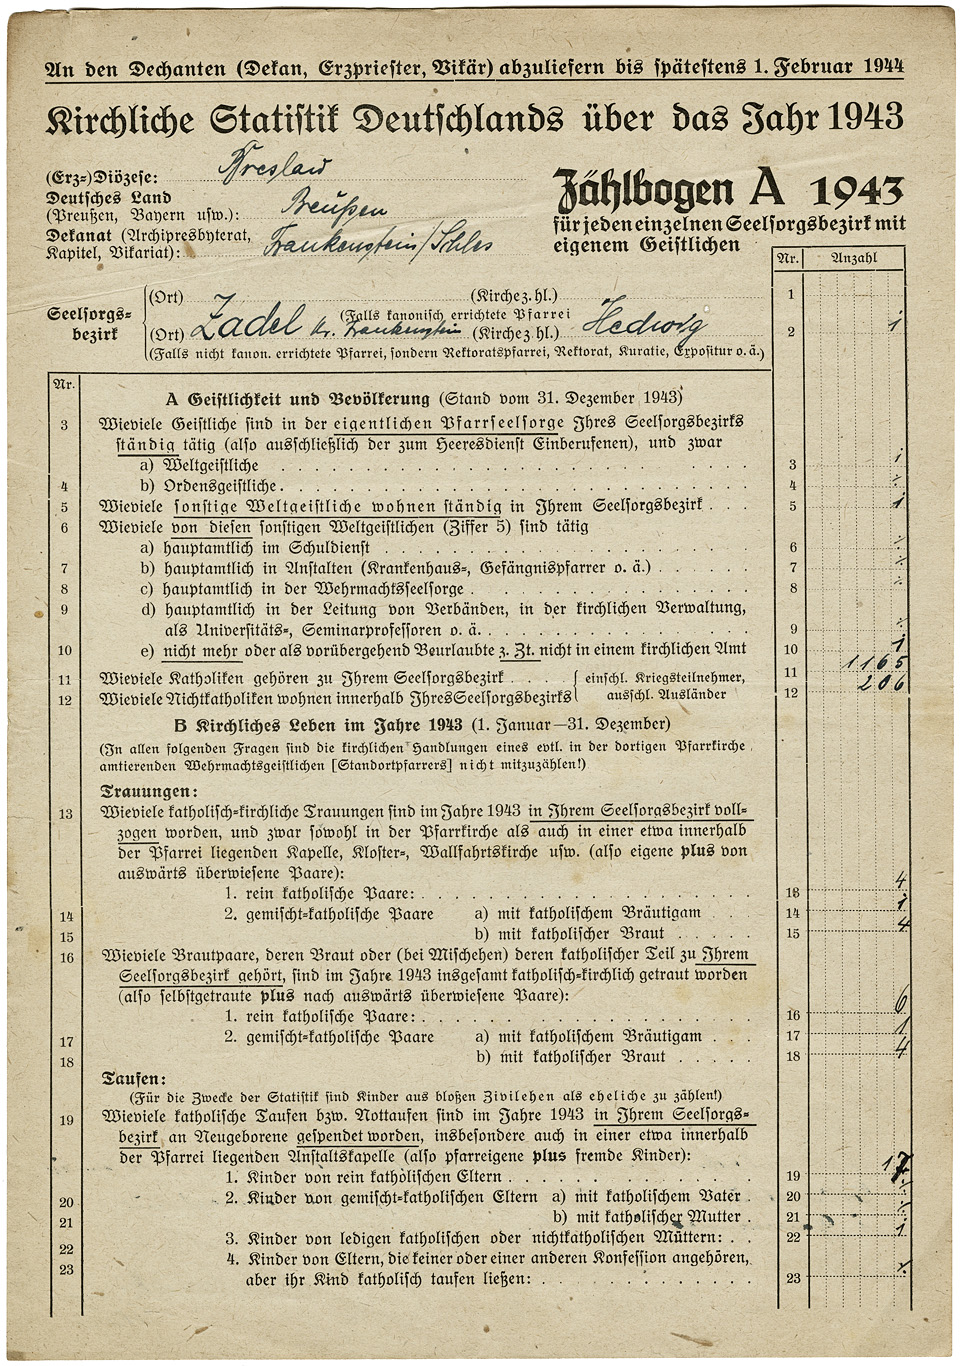 An den Dechanten (Dekan, Erzpriester, Vikär) abzuliefern bis spätestens 1. Februar 1944
Kirchliche Statistik Deutschlands über das Jahr 1943
(Erz=)Diözese: Breslau
Deutsches Land
(Preußen, Bayern usw.): Preußen
Dekanat (Archipresbyterat,
Kapitel, Vikariat): Frankenstein/Schles
Zählbogen A 1943
für jeden einzelnen Seelsorgsbezirk mit
eigenem Geistlichen
Nr. Anzahl
Seelsorgs=
bezirk
(Ort) (Kirche z. hl.) 1
(Falls kanonisch errichtete Pfarrei
(Ort) Zadel Kr. Frankenstein (Kirche z. hl.) Hedwig 2 1
(Falls nicht kanon. errichtete Pfarrei, sondern Rektoratspfarrei, Rektorat, Kuratie, Expositur o. ä.)
Nr.
A Geistlichkeit und Bevölkerung (Stand vom 31. Dezember 1943)
3 Wieviele Geistliche sind in der eigentlichen Pfarrseelsorge Ihres Seelsorgsbezirks
ständig tätig (also ausschließlich der zum Heeresdienst Einberufenen), und zwar
a) Weltgeistliche 3 1
4 b) Ordensgeistliche 4 ·/·
5 Wieviele sonstige Weltgeistliche wohnen ständig in Ihrem Seelsorgsbezirk 5 1
6 Wieviele von diesen sonstigen Weltgeistlichen (Ziffer 5) sind tätig
a) hauptamtlich im Schuldienst 6 ·/·
7 b) hauptamtlich in Anstalten (Krankenhaus=, Gefängnispfarrer o. ä.) 7 ·/·
8 c) hauptamtlich in der Wehrmachtsseelsorge 8 ·/·
9 d) hauptamtlich in der Leitung von Verbänden, in der kirchlichen Verwaltung,
als Universitäts=, Seminarprofessoren o. ä. 9 ·/·
10 e) nicht mehr oder als vorübergehend Beurlaubte z. Zt. nicht in einem kirchlichen Amt 10 1
11 Wieviele Katholiken gehören zu Ihrem Seelsorgsbezirk einschl. Kriegsteilnehmer, 11 1165
12 Wieviele Nichtkatholiken wohnen innerhalb Ihres Seelsorgsbezirks ausschl. Ausländer 12 206
B Kirchliches Leben im Jahre 1943 (1. Januar—31. Dezember)
(In allen folgenden Fragen sind die kirchlichen Handlungen eines evtl. in der dortigen Pfarrkirche
amtierenden Wehrmachtsgeistlichen [Standortpfarrers] nicht mitzuzählen!)
Trauungen:
13 Wieviele katholisch=kirchliche Trauungen sind im Jahre 1943 in Ihrem Seelsorgsbezirk voll=
zogen worden, und zwar sowohl in der Pfarrkirche als auch in einer etwa innerhalb
der Pfarrei liegenden Kapelle, Kloster=, Wallfahrtskirche usw. (also eigene plus von
auswärts überwiesene Paare):
1. rein katholische Paare: 13 4
14 2. gemischt=katholische Paare a) mit katholischem Bräutigam 14 1
15 b) mit katholischer Braut 15 4
16 Wieviele Brautpaare, deren Braut oder (bei Mischehen) deren katholischer Teil zu Ihrem
Seelsorgsbezirk gehört, sind im Jahre 1943 insgesamt katholisch=kirchlich getraut worden
(also selbstgetraute plus nach auswärts überwiesene Paare):
1. rein katholische Paare: 16 6
17 2. gemischt=katholische Paare a) mit katholischem Bräutigam 17 1
18 b) mit katholischer Braut 18 4
Taufen:
(Für die Zwecke der Statistik sind Kinder aus bloßen Zivilehen als eheliche zu zählen!)
19 Wieviele katholische Taufen bzw. Nottaufen sind im Jahre 1943 in Ihrem Seelsorgs=
bezirk an Neugeborene gespendet worden, insbesondere auch in einer etwa innerhalb
der Pfarrei liegenden Anstaltskapelle (also pfarreigene plus fremde Kinder):
1. Kinder von rein katholischen Eltern 19 17
20 2. Kinder von gemischt=katholischen Eltern a) mit katholischem Vater 20 ·/·
21 b) mit katholischer Mutter 21 ·/·
22 3. Kinder von ledigen katholischen oder nichtkatholischen Müttern: 22 1
23 4. Kinder von Eltern, die keiner oder einer anderen Konfession angehören,
aber ihr Kind katholisch taufen ließen: 23 ·/·